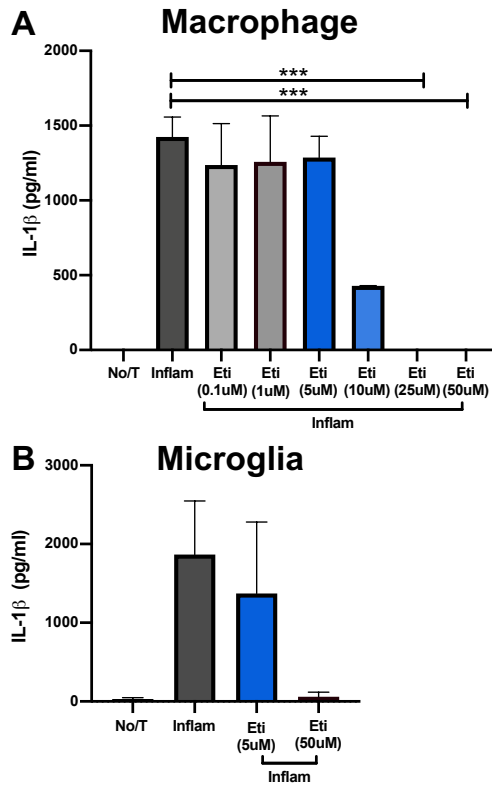 A Macrophage
2000
1500
1000
500
0
IL-1β (pg/ml)
***
***
No/T Inflam Eti Eti Eti Eti Eti Eti
(0.1uM) (1uM) (5uM) (10uM) (25uM) (50uM)
Inflam
B Microglia
3000
2000
1000
0
IL-1β (pg/ml)
No/T Inflam Eti Eti
(5uM) (50uM)
Inflam